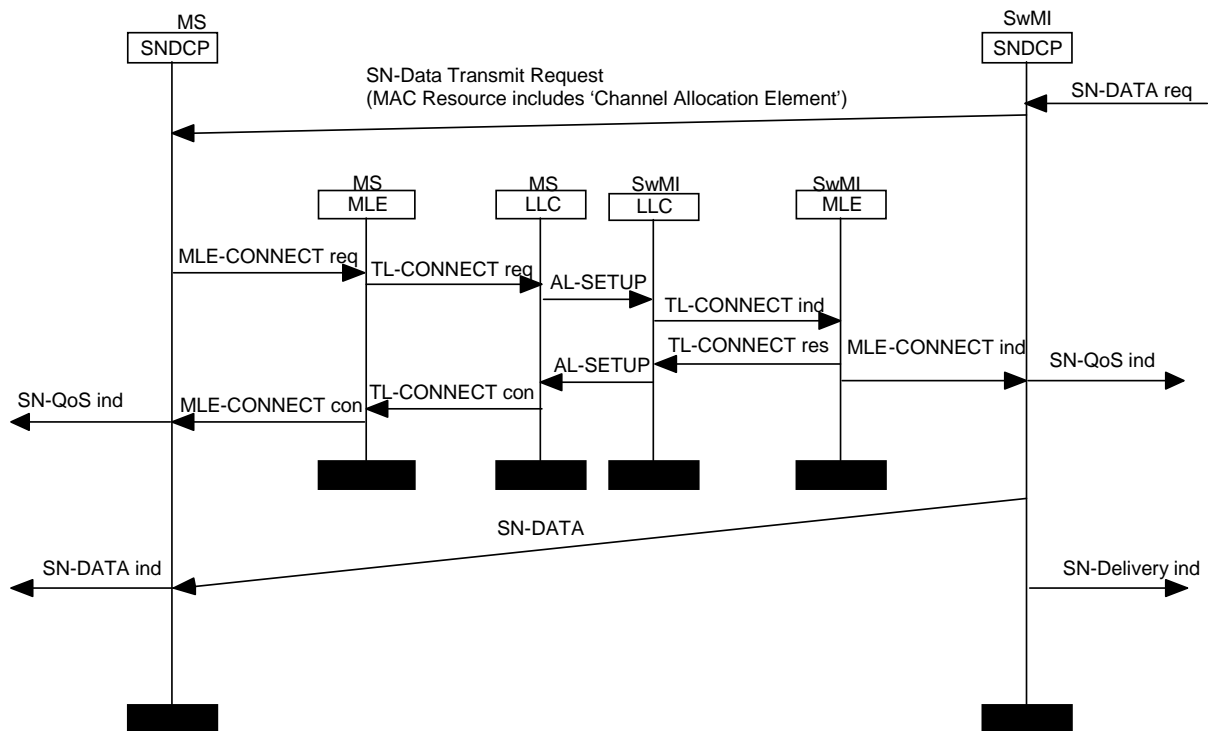 MS
SwMI
SNDCP
SNDCP
SN-Data Transmit Request
(MAC Resource includes ‘Channel Allocation Element’)
SN-DATA req
MS
MS
SwMI
SwMI
MLE
LLC
LLC
MLE
MLE-CONNECT req
TL-CONNECT req
AL-SETUP
TL-CONNECT ind
TL-CONNECT res
MLE-CONNECT ind
SN-QoS ind
AL-SETUP
TL-CONNECT con
SN-QoS ind
MLE-CONNECT con
SN-DATA
SN-DATA ind
SN-Delivery ind